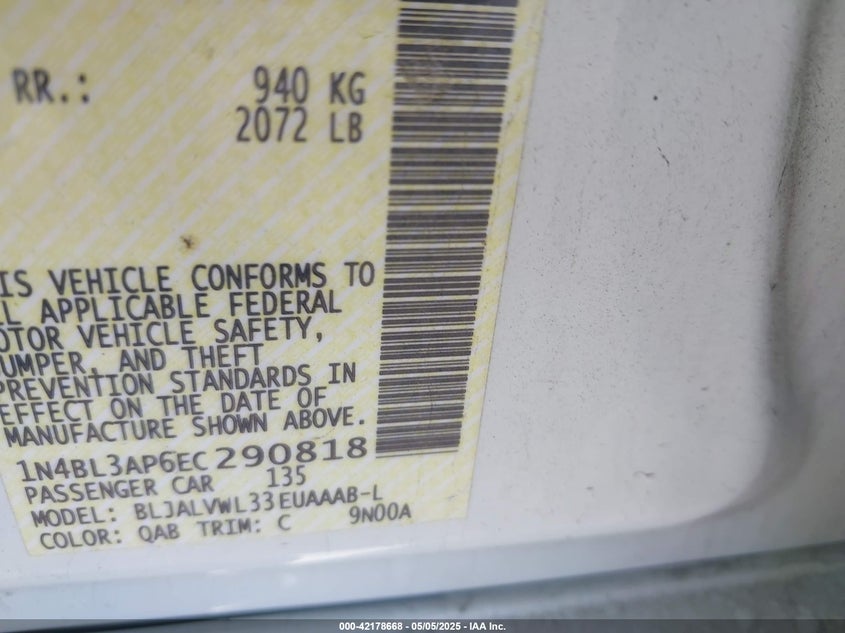 RR.: 940 KG
2072 LB
IS VEHICLE CONFORMS TO
L APPLICABLE FEDERAL
OTOR VEHICLE SAFETY,
UMPER, AND THEFT
PREVENTION STANDARDS IN
EFFECT ON THE DATE OF
MANUFACTURE SHOWN ABOVE.
1N4BL3AP6EC290818
PASSENGER CAR 135
MODEL: BLJALVWL33EUAAAB-L
COLOR: QAB TRIM: C 9N00A
000-42178668 - 05/05/2025 - IAA Inc.